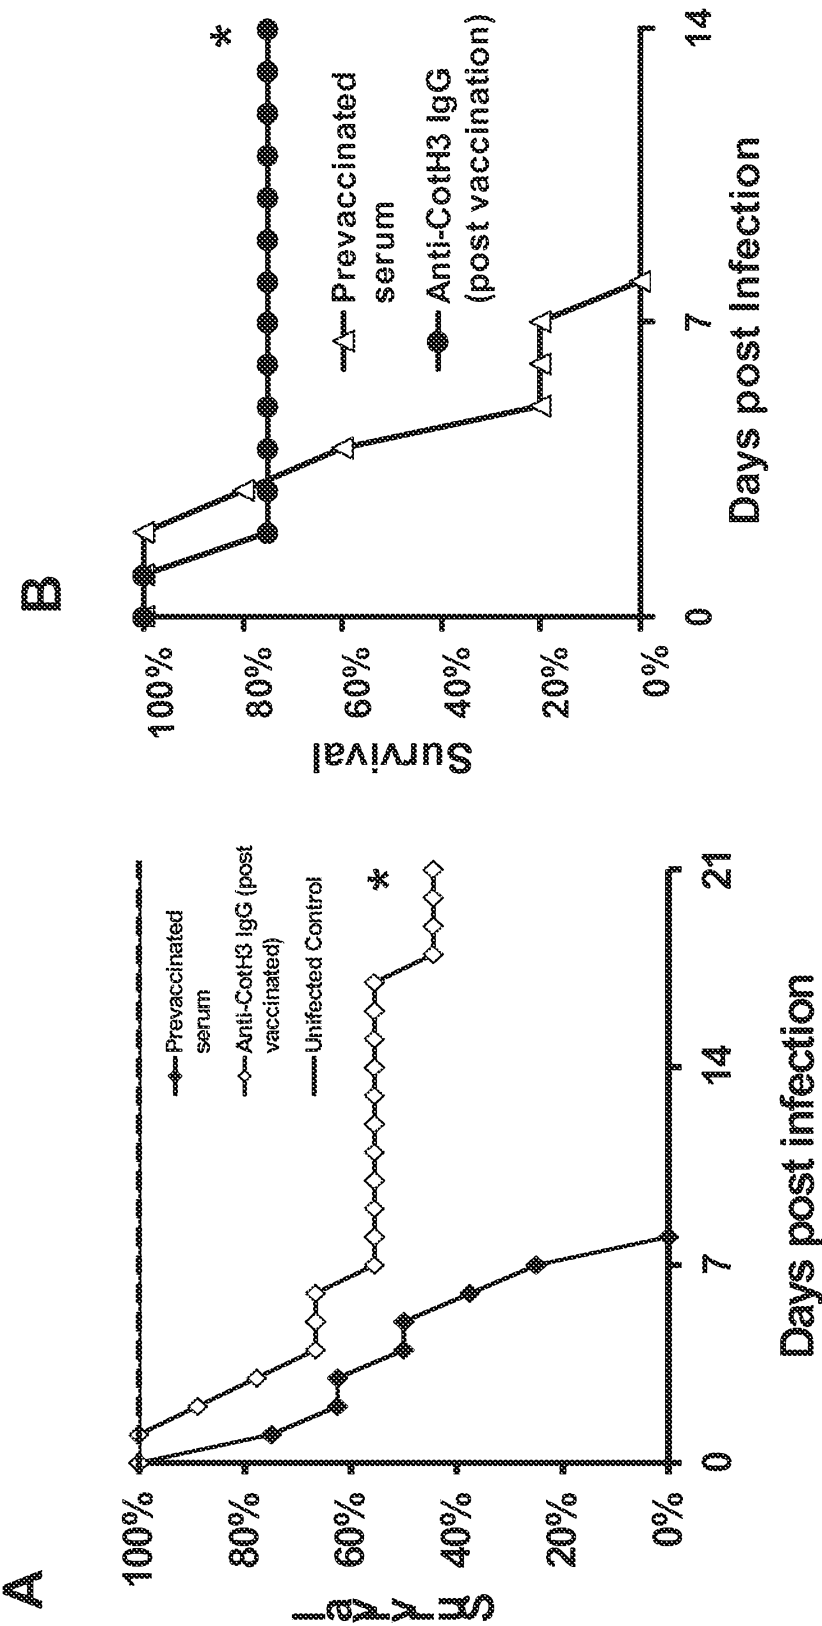 A
Survival
100%
80%
60%
40%
20%
0%
0
7
14
21
Days post infection
Prevaccinated
serum
Anti-CotH3 IgG (post
vaccinated)
Uninfected Control
*
B
Survival
100%
80%
60%
40%
20%
0%
0
7
14
Days post Infection
Prevaccinated
serum
Anti-CotH3 IgG
(post vaccination)
*